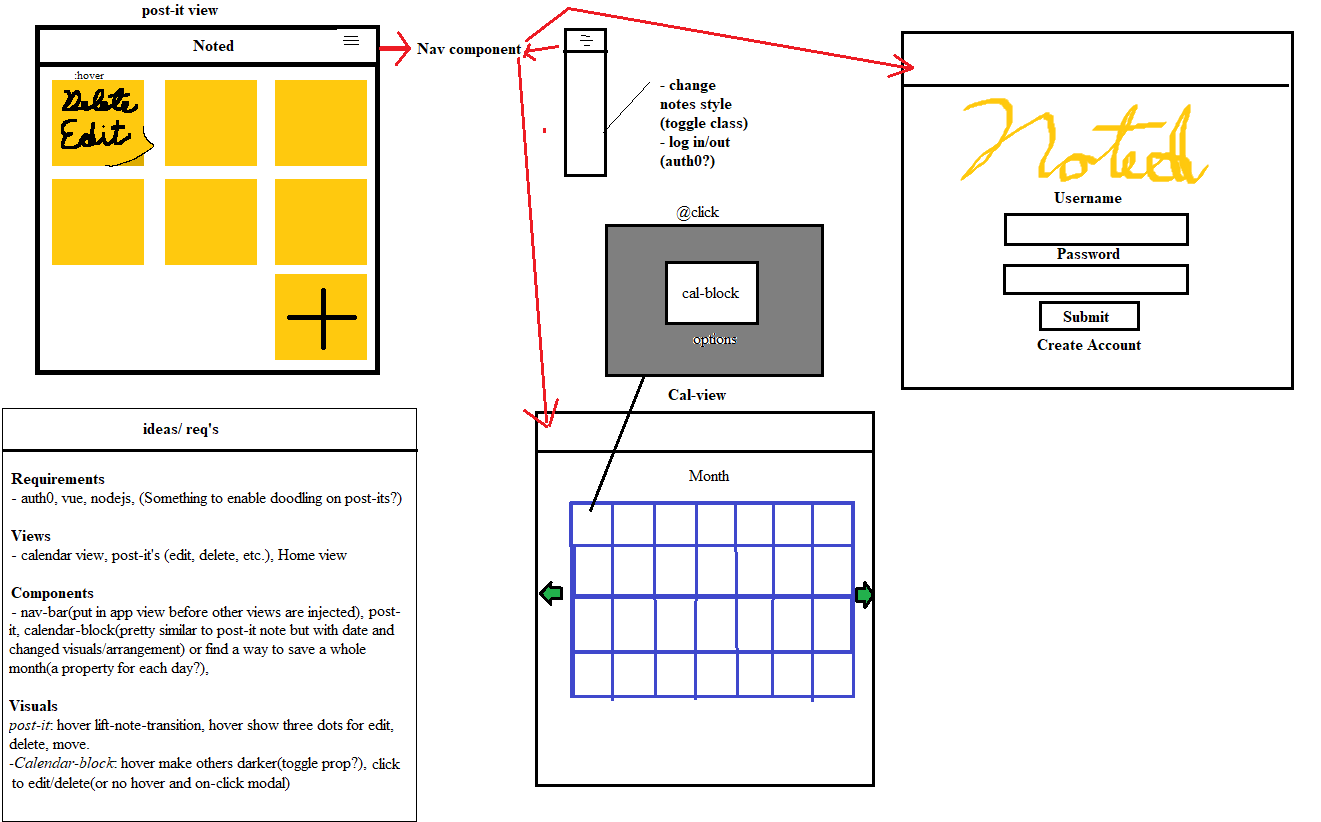 post-it view
Noted
:hover
Delete
Edit
Nav component
- change
notes style
(toggle class)
- log in/out
(auth0?)
@click
cal-block
options
Cal-view
Month
Noted
Username
Password
Submit
Create Account
ideas/ req's
Requirements
- auth0, vue, nodejs, (Something to enable doodling on post-its?)
Views
- calendar view, post-it's (edit, delete, etc.), Home view
Components
- nav-bar(put in app view before other views are injected), post-
it, calendar-block(pretty similar to post-it note but with date and
changed visuals/arrangement) or find a way to save a whole
month(a property for each day?),
Visuals
post-it: hover lift-note-transition, hover show three dots for edit,
delete, move.
-Calendar-block: hover make others darker(toggle prop?), click
to edit/delete(or no hover and on-click modal)